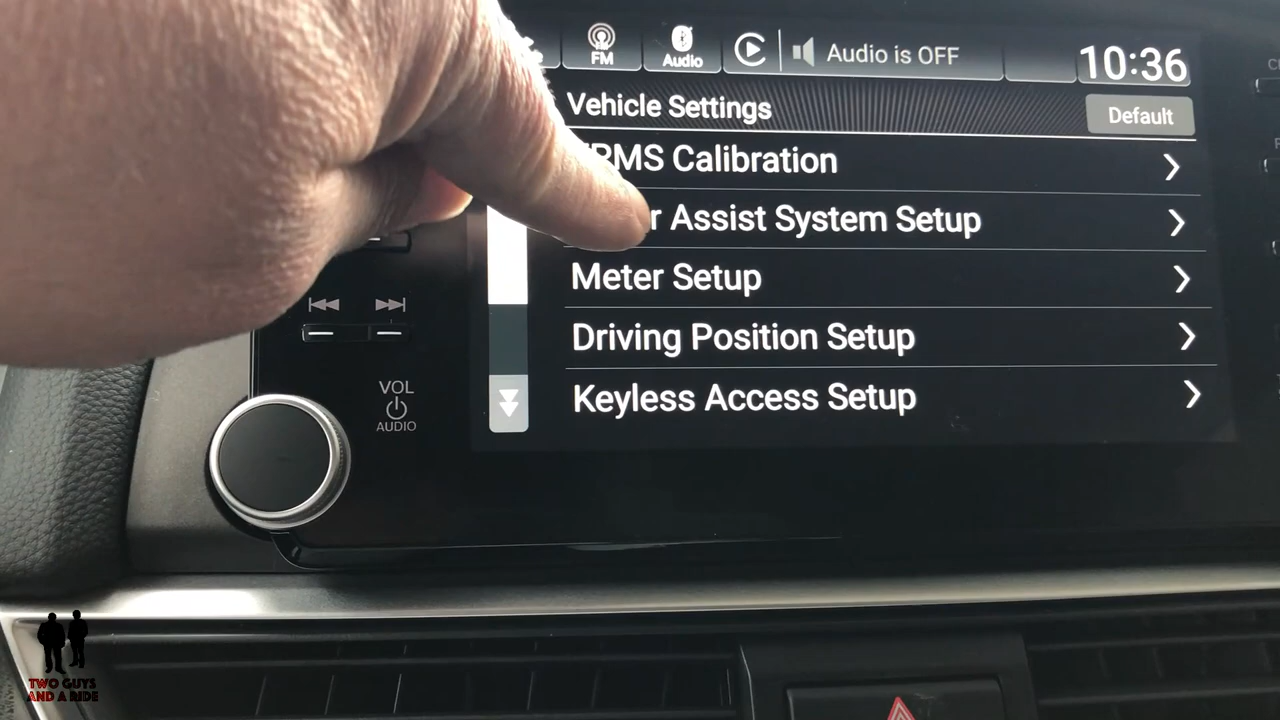 FM
Audio
Audio is OFF
10:36
Vehicle Settings
Default
Calibration
Assist System Setup
Meter Setup
Driving Position Setup
Keyless Access Setup
VOL
AUDIO
TWO GUYS
AND A RIDE